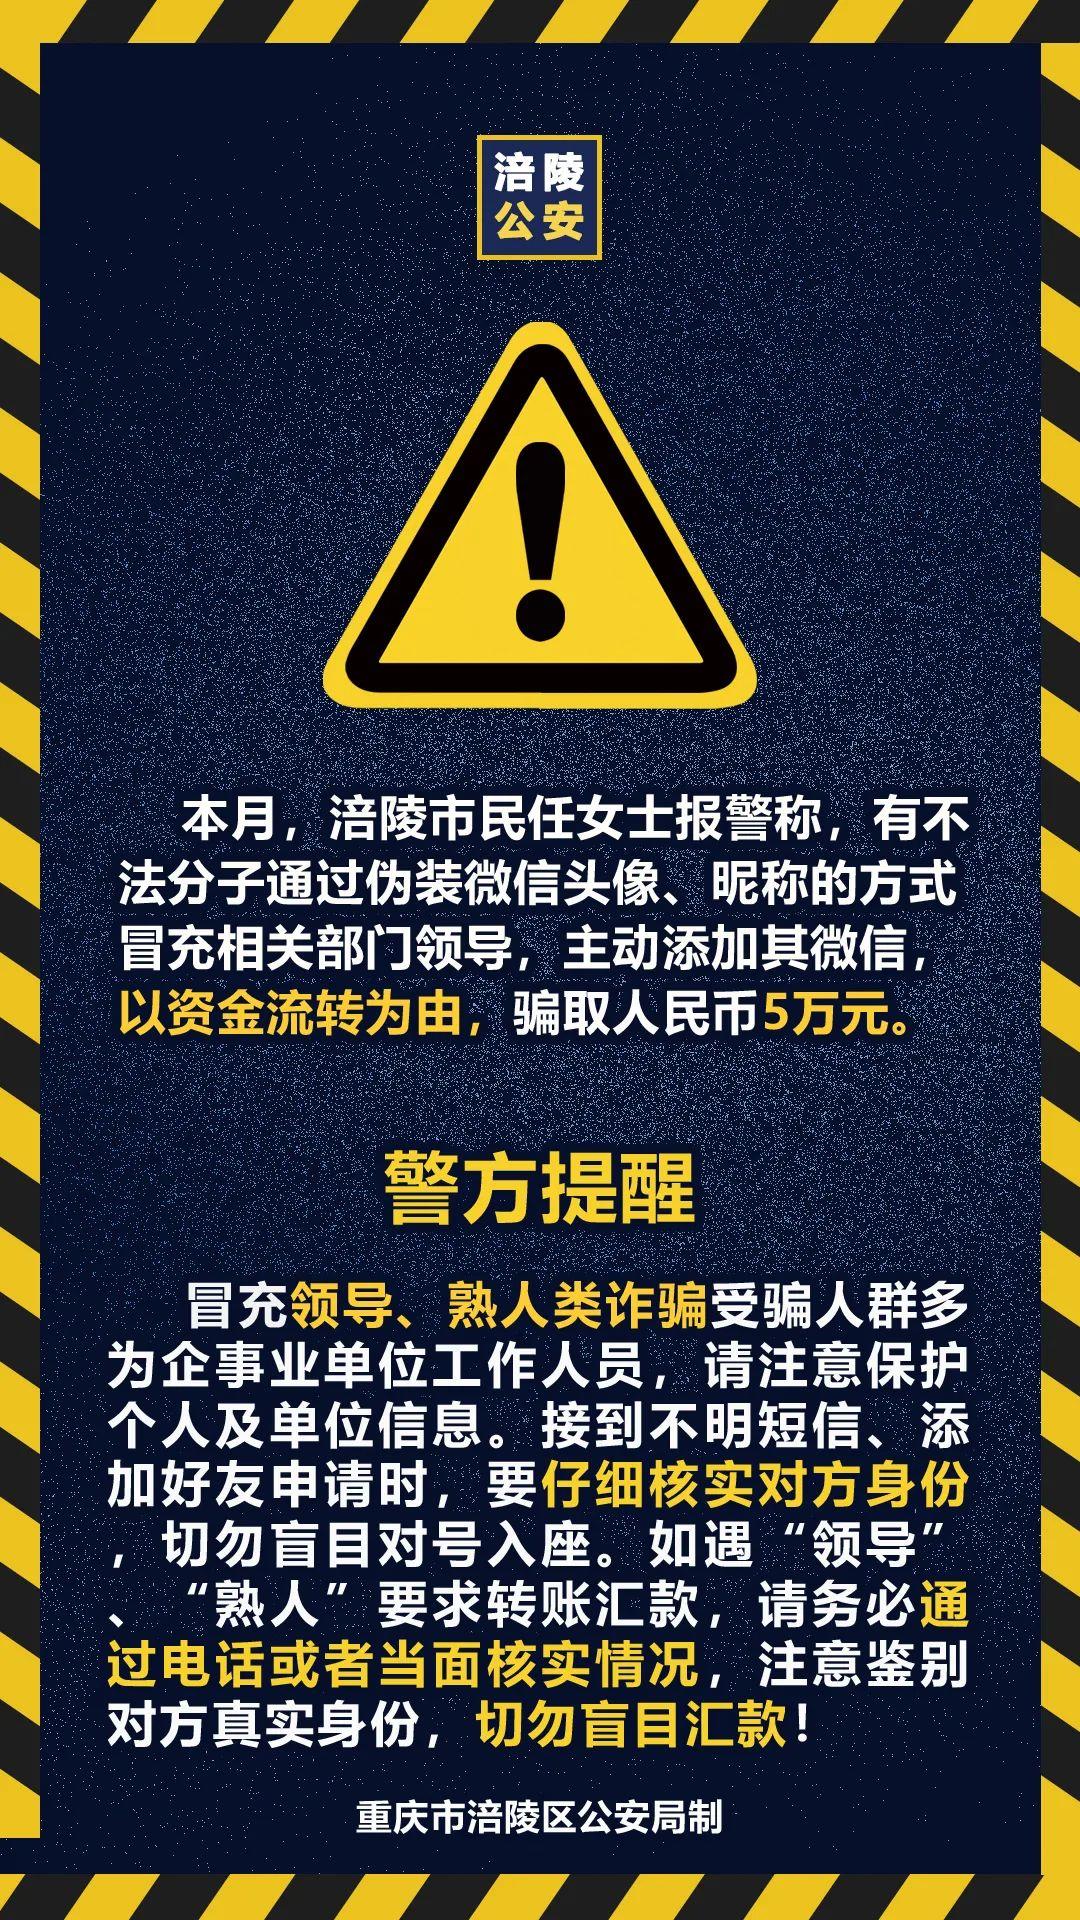 涪陵
公安
本月，涪陵市民任女士报警称，有不
法分子通过伪装微信头像、昵称的方式
冒充相关部门领导，主动添加其微信，
以资金流转为由，骗取人民币5万元。
警方提醒
冒充领导、熟人类诈骗受骗人群多
为企事业单位工作人员，请注意保护
个人及单位信息。接到不明短信、添
加好友申请时，要仔细核实对方身份
，切勿盲目对号入座。如遇“领导”
、“熟人”要求转账汇款，请务必通
过电话或者当面核实情况，注意鉴别
对方真实身份，切勿盲目汇款！
重庆市涪陵区公安局制